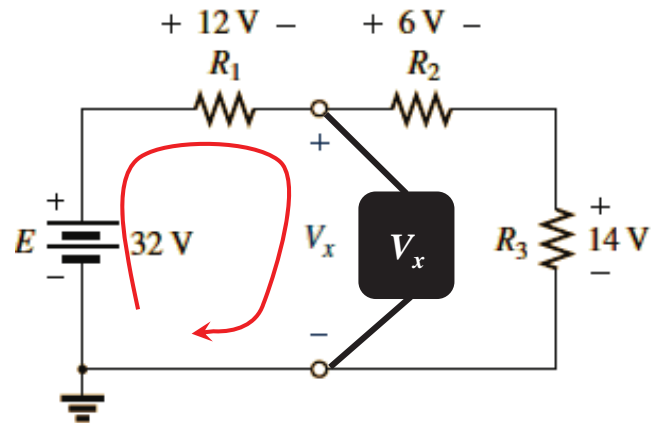 + 12 V − + 6 V −
R₁ R₂
+
+ +
E 32 V Vₓ Vₓ R₃ 14 V
− −
−